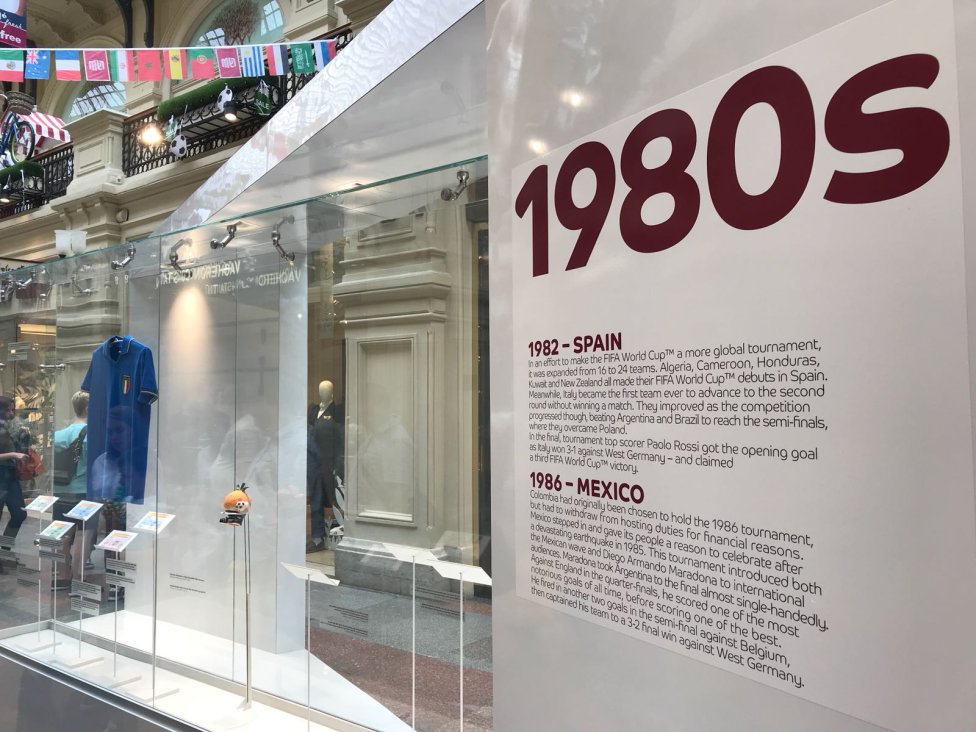 free
1980s
1982 – SPAIN
In an effort to make the FIFA World Cup™ a more global tournament,
it was expanded from 16 to 24 teams. Algeria, Cameroon, Honduras,
Kuwait and New Zealand all made their FIFA World Cup™ debuts in Spain.
Meanwhile, Italy became the first team ever to advance to the second
round without winning a match. They improved as the competition
progressed though, beating Argentina and Brazil to reach the semi-finals,
where they overcame Poland.
In the final, tournament top scorer Paolo Rossi got the opening goal
as Italy won 3-1 against West Germany – and claimed
a third FIFA World Cup™ victory.
1986 – MEXICO
Colombia had originally been chosen to hold the 1986 tournament,
but had to withdraw from hosting duties for financial reasons.
Mexico stepped in and gave its people a reason to celebrate after
a devastating earthquake in 1985. This tournament introduced both
the Mexican wave and Diego Armando Maradona to international
audiences. Maradona took Argentina to the final almost single-handedly.
Against England in the quarter-finals, he scored one of the most
notorious goals of all time, before scoring one of the best.
He fired in another two goals in the semi-final against Belgium,
then captained his team to a 3-2 final win against West Germany.